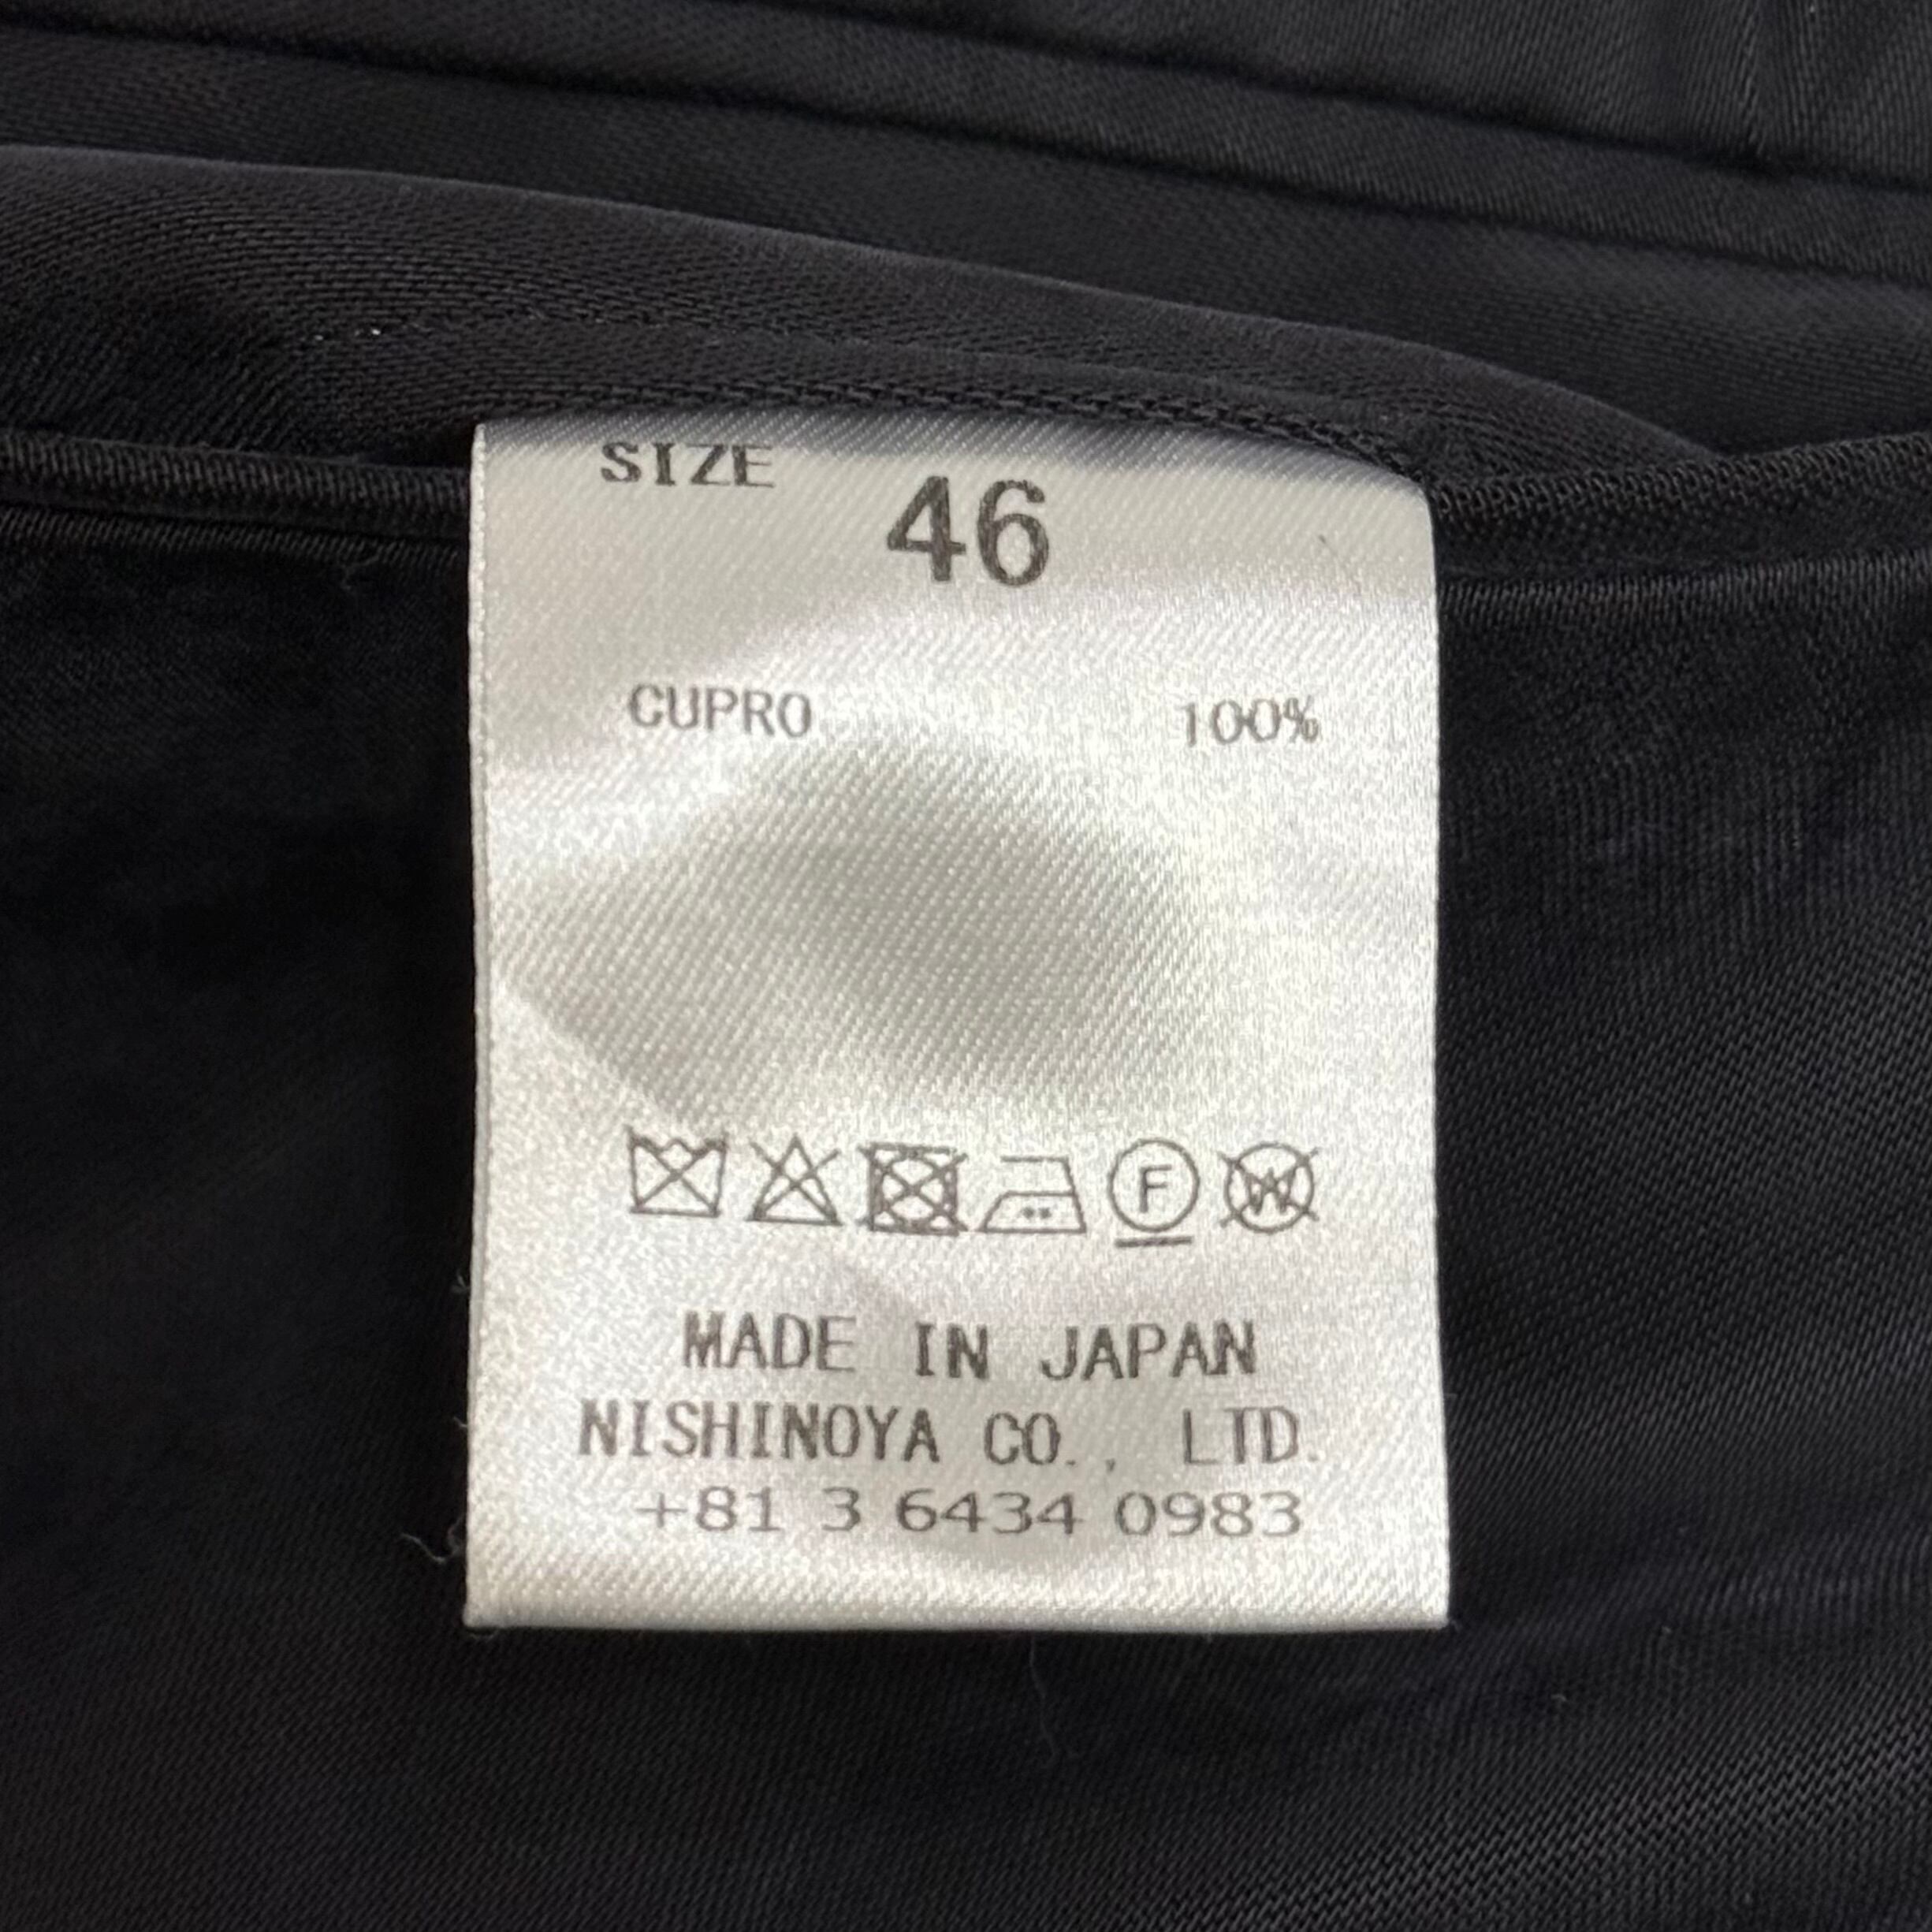 SIZE 46
CUPRO 100%
F W
MADE IN JAPAN
NISHINOYA CO., LTD.
+81 3 6434 0983